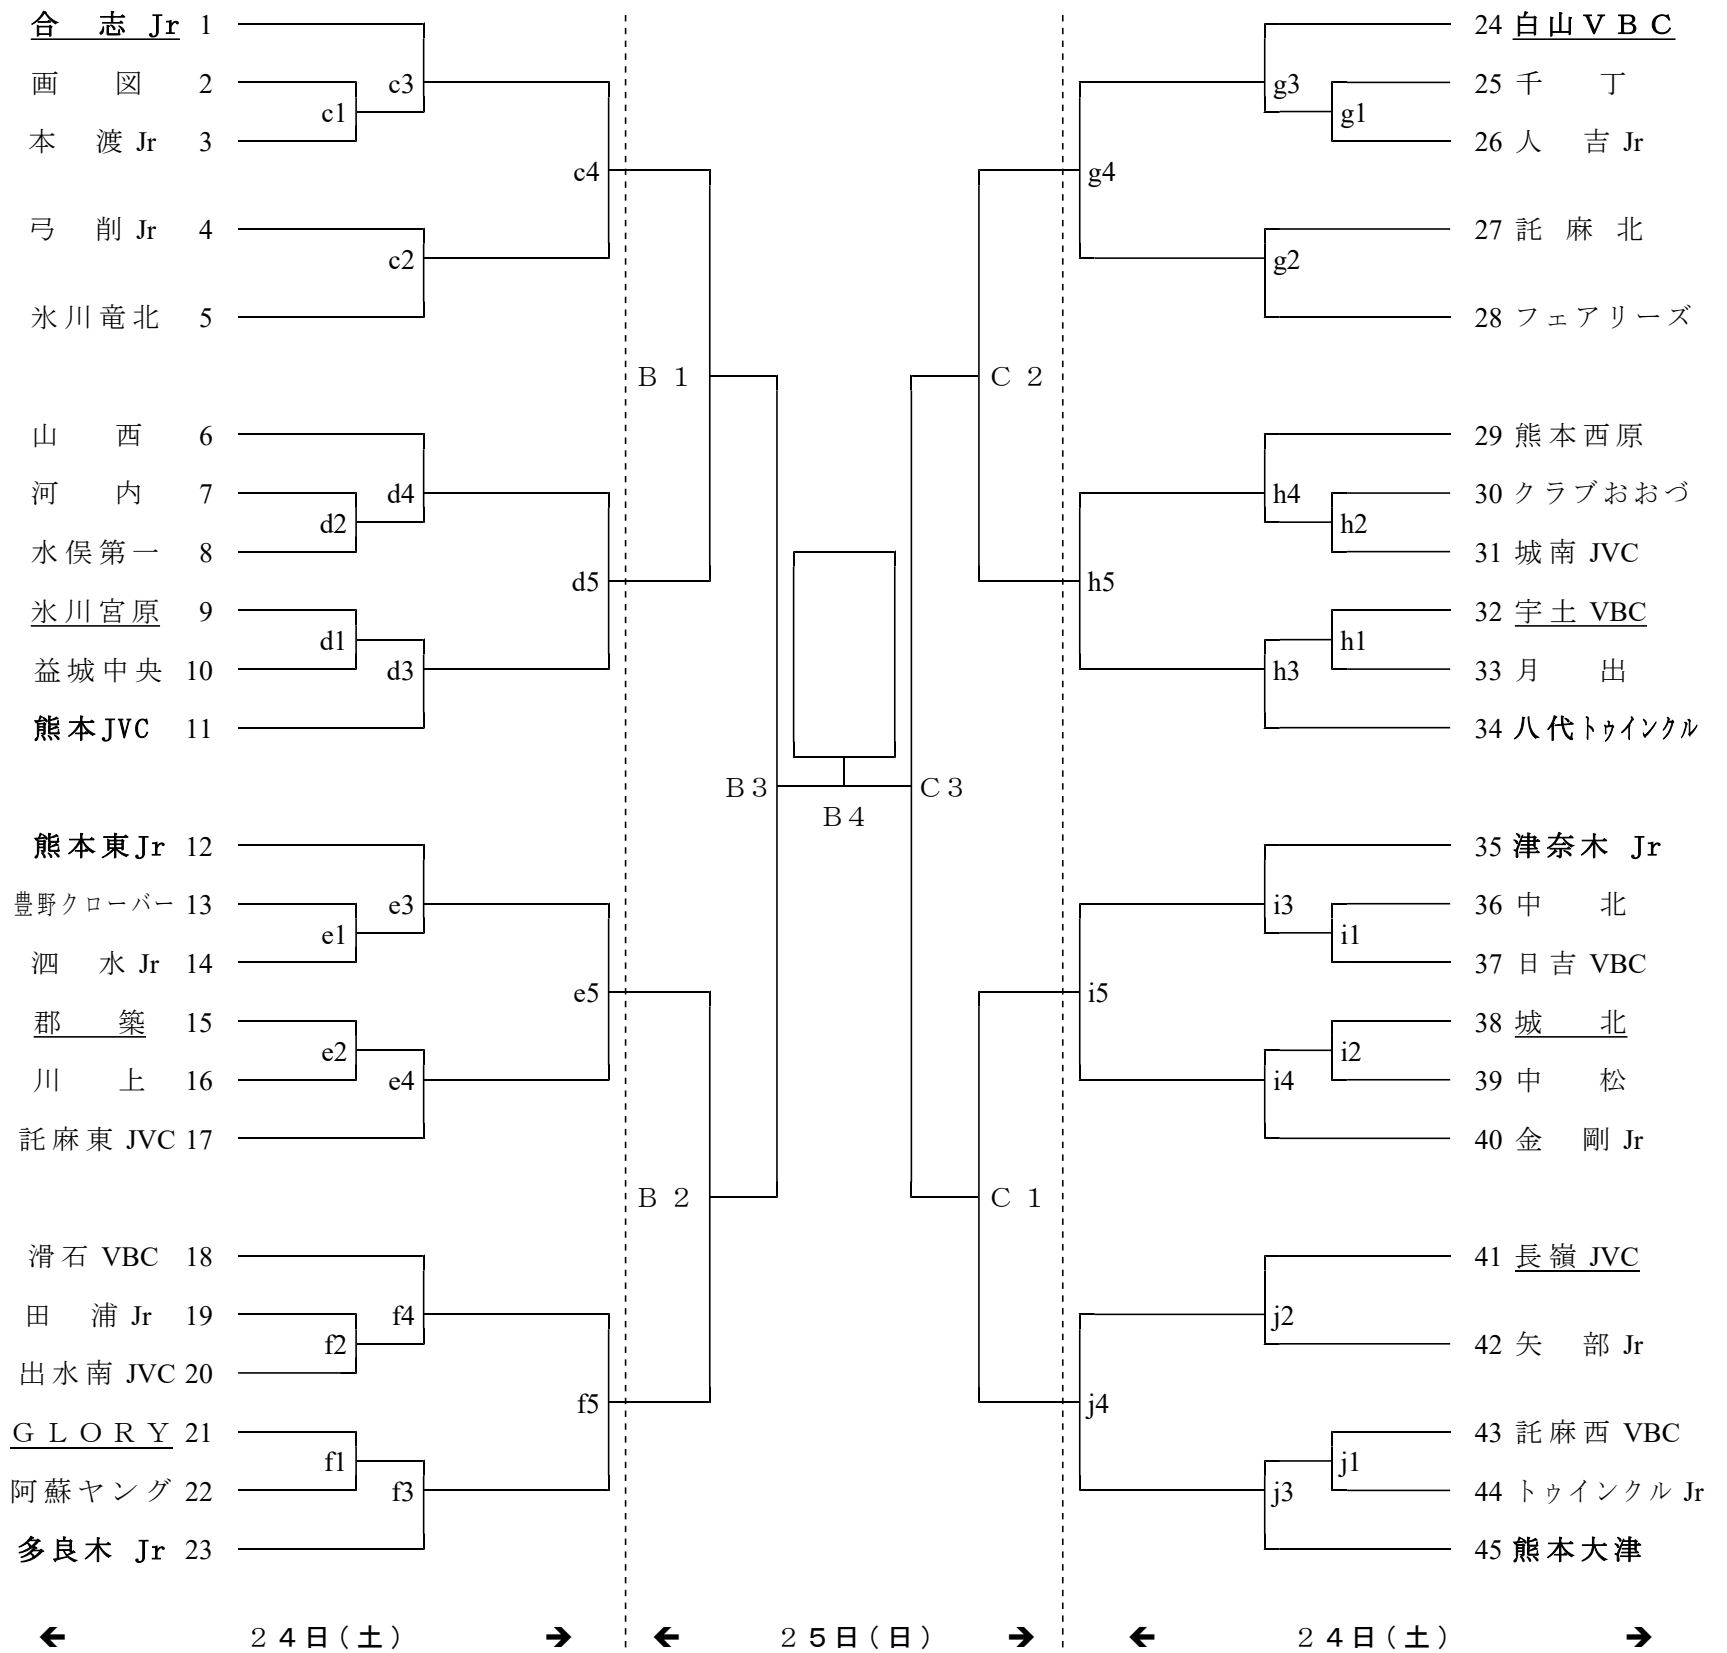 合 志 Jr 1
画 図 2
本 渡 Jr 3
弓 削 Jr 4
氷川竜北 5
山 西 6
河 内 7
水俣第一 8
氷川宮原 9
益城中央 10
熊本JVC 11
熊本東Jr 12
豊野クローバー 13
泗 水 Jr 14
郡 築 15
川 上 16
託麻東 JVC 17
滑石 VBC 18
田 浦 Jr 19
出水南 JVC 20
GLORY 21
阿蘇ヤング 22
多良木 Jr 23
c1
c3
c2
c4
d2
d4
d1
d3
d5
e1
e3
e2
e4
e5
f2
f4
f1
f3
f5
B 1
B 2
B3
B4
C3
C 2
C 1
g4
g3
g1
g2
h5
h4
h2
h1
h3
i5
i3
i1
i2
i4
j4
j2
j1
j3
24 白山VBC
25 千 丁
26 人 吉 Jr
27 託 麻 北
28 フェアリーズ
29 熊本西原
30 クラブおおづ
31 城南 JVC
32 宇土 VBC
33 月 出
34 八代トゥインクル
35 津奈木 Jr
36 中 北
37 日吉 VBC
38 城 北
39 中 松
40 金 剛 Jr
41 長嶺 JVC
42 矢 部 Jr
43 託麻西 VBC
44 トゥインクル Jr
45 熊本大津
← 24日(土) → ← 25日(日) → ← 24日(土) →